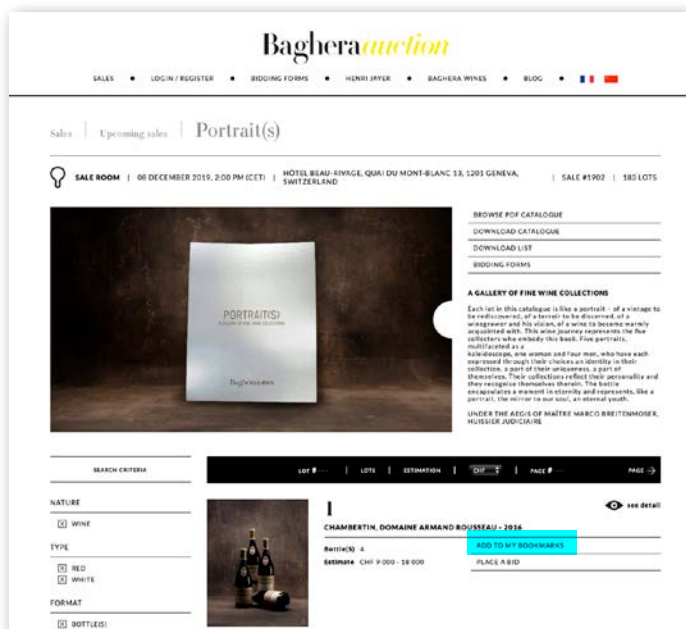 Bagheraauction
SALES • LOGIN / REGISTER • BIDDING FORMS • HENRI JAYER • BAGHERA WINES • BLOG •
Sales | Upcoming sales | Portrait(s)
SALE ROOM | 08 DECEMBER 2019, 2:00 PM (CET) | HÔTEL BEAU-RIVAGE, QUAI DU MONT-BLANC 13, 1201 GENEVA,
SWITZERLAND | SALE #1902 | 183 LOTS
PORTRAIT(S)
A GALLERY OF FINE WINE COLLECTIONS
Bagheraauction
BROWSE PDF CATALOGUE
DOWNLOAD CATALOGUE
DOWNLOAD LIST
BIDDING FORMS
A GALLERY OF FINE WINE COLLECTIONS
Each lot in this catalogue is like a portrait – of a vintage to
be rediscovered, of a terroir to be discerned, of a
winegrower and his vision, of a wine to become warmly
acquainted with. This wine journey represents the five
collectors who embody this book. Five portraits,
multifaceted as a
kaleidoscope, one woman and four men, who have each
expressed through their choices an identity in their
collection, a part of their uniqueness, a part of
themselves. Their collections reflect their personality and
they recognise themselves therein. The bottle
encapsulates a moment in eternity and represents, like a
portrait, the mirror to our soul, an eternal youth.
UNDER THE AEGIS OF MAÎTRE MARCO BREITENMOSER,
HUISSIER JUDICIAIRE
SEARCH CRITERIA
LOT # | LOTS | ESTIMATION | CHF | PAGE # PAGE →
NATURE
X WINE
TYPE
X RED
X WHITE
FORMAT
X BOTTLE(S)
1
see detail
CHAMBERTIN, DOMAINE ARMAND ROUSSEAU - 2016
Bottle(s) 4
Estimate CHF 9 000 - 18 000
ADD TO MY BOOKMARKS
PLACE A BID